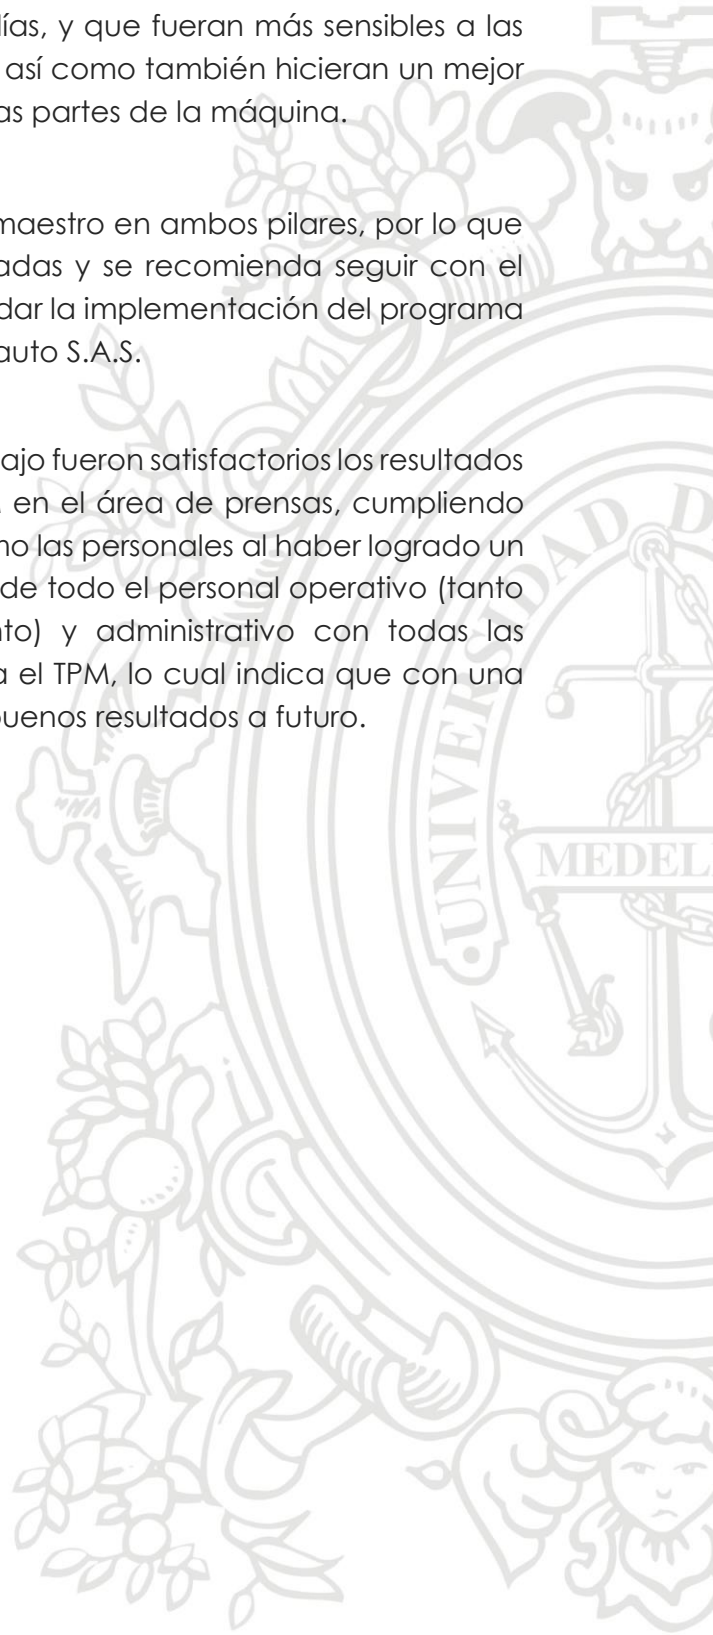 lías, y que fueran más sensibles a las
así como también hicieran un mejor
as partes de la máquina.
maestro en ambos pilares, por lo que
adas y se recomienda seguir con el
dar la implementación del programa
auto S.A.S.
ajo fueron satisfactorios los resultados
en el área de prensas, cumpliendo
mo las personales al haber logrado un
de todo el personal operativo (tanto
nto) y administrativo con todas las
a el TPM, lo cual indica que con una
buenos resultados a futuro.
UNIVERSIDAD D
MEDEL